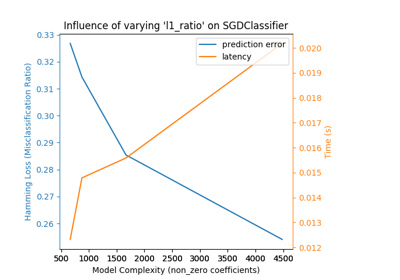 Influence of varying 'l1_ratio' on SGDClassifier
prediction error
latency
Hamming Loss (Misclassification Ratio)
0.33
0.32
0.31
0.30
0.29
0.28
0.27
0.26
0.020
0.019
0.018
0.017
0.016
0.015
0.014
0.013
0.012
Time (s)
500 1000 1500 2000 2500 3000 3500 4000 4500
Model Complexity (non_zero coefficients)